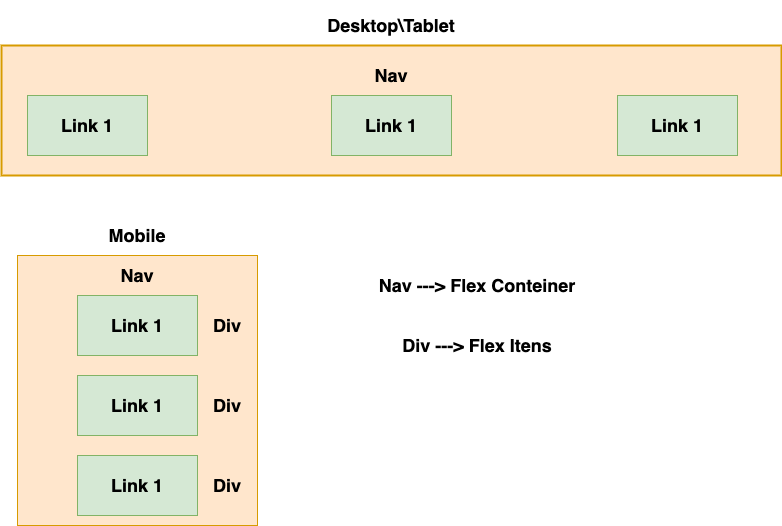 Desktop\Tablet
Nav
Link 1 Link 1 Link 1
Mobile
Nav
Nav ---> Flex Conteiner
Link 1 Div
Div ---> Flex Itens
Link 1 Div
Link 1 Div